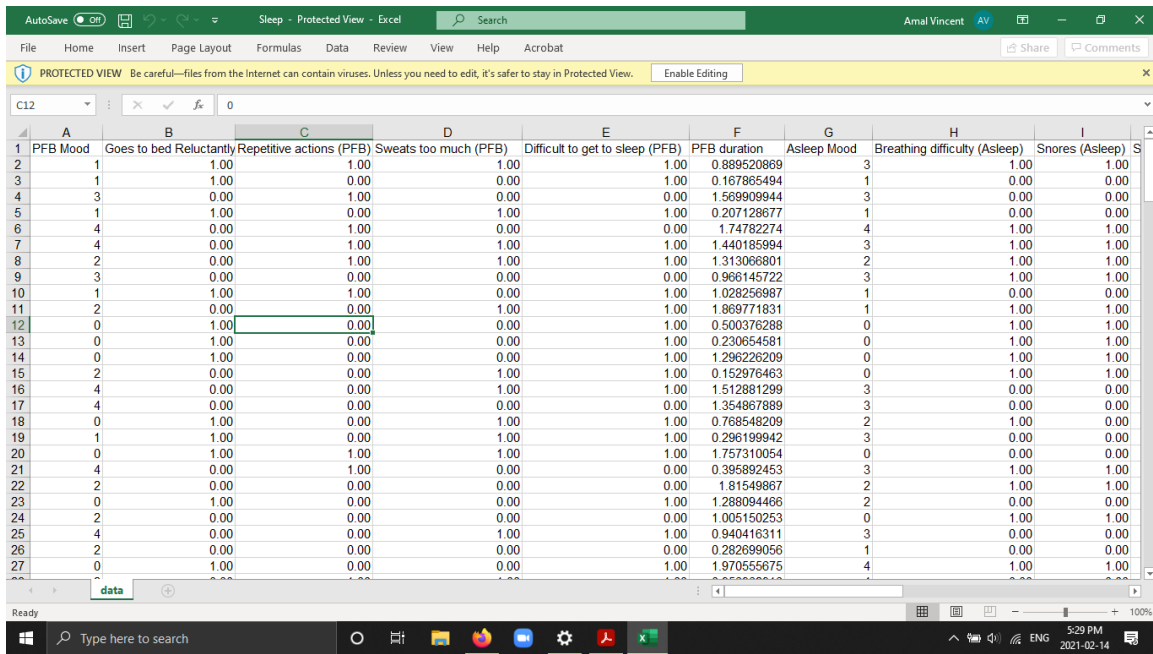 AutoSave Off Sleep - Protected View - Excel Search Amal Vincent AV
File Home Insert Page Layout Formulas Data Review View Help Acrobat Share Comments
PROTECTED VIEW Be careful—files from the Internet can contain viruses. Unless you need to edit, it's safer to stay in Protected View. Enable Editing
C12 fx 0
A B C D E F G H I
1 PFB Mood Goes to bed Reluctantly Repetitive actions (PFB) Sweats too much (PFB) Difficult to get to sleep (PFB) PFB duration Asleep Mood Breathing difficulty (Asleep) Snores (Asleep) S
2 1 1.00 1.00 1.00 1.00 0.889520869 3 1.00 1.00
3 1 1.00 0.00 0.00 1.00 0.167865494 1 0.00 0.00
4 3 0.00 1.00 0.00 0.00 1.569909944 3 0.00 0.00
5 1 1.00 0.00 1.00 1.00 0.207128677 1 0.00 0.00
6 4 0.00 1.00 0.00 0.00 1.74782274 4 1.00 1.00
7 4 0.00 1.00 1.00 1.00 1.440185994 3 1.00 1.00
8 2 0.00 0.00 1.00 1.00 1.313066801 2 1.00 1.00
9 3 0.00 0.00 0.00 0.00 0.966145722 3 1.00 1.00
10 1 1.00 0.00 0.00 1.00 1.028256987 1 0.00 0.00
11 2 0.00 0.00 1.00 1.00 1.869771831 1 1.00 1.00
12 0 1.00 0.00 0.00 1.00 0.500376288 0 1.00 1.00
13 0 1.00 0.00 0.00 1.00 0.230654581 0 1.00 1.00
14 0 1.00 0.00 0.00 1.00 1.296226209 0 1.00 1.00
15 2 0.00 0.00 0.00 0.00 0.152976463 0 1.00 1.00
16 4 0.00 0.00 1.00 1.00 1.512881299 3 0.00 0.00
17 4 0.00 0.00 0.00 0.00 1.354867889 3 0.00 0.00
18 0 1.00 0.00 1.00 1.00 0.768548209 2 1.00 1.00
19 1 1.00 0.00 1.00 1.00 0.296199942 3 0.00 0.00
20 0 1.00 1.00 1.00 1.00 1.757310054 0 0.00 0.00
21 4 0.00 1.00 0.00 0.00 0.395892453 3 1.00 1.00
22 2 0.00 0.00 0.00 0.00 1.81549867 2 1.00 1.00
23 0 1.00 0.00 0.00 1.00 1.288094466 2 0.00 0.00
24 2 0.00 0.00 0.00 0.00 1.005150253 0 1.00 1.00
25 4 0.00 0.00 1.00 1.00 0.940416311 3 0.00 0.00
26 2 0.00 0.00 0.00 0.00 0.282699056 1 0.00 0.00
27 0 1.00 0.00 0.00 1.00 1.970555675 4 1.00 1.00
data
Ready 100%
Type here to search ENG 5:29 PM
2021-02-14